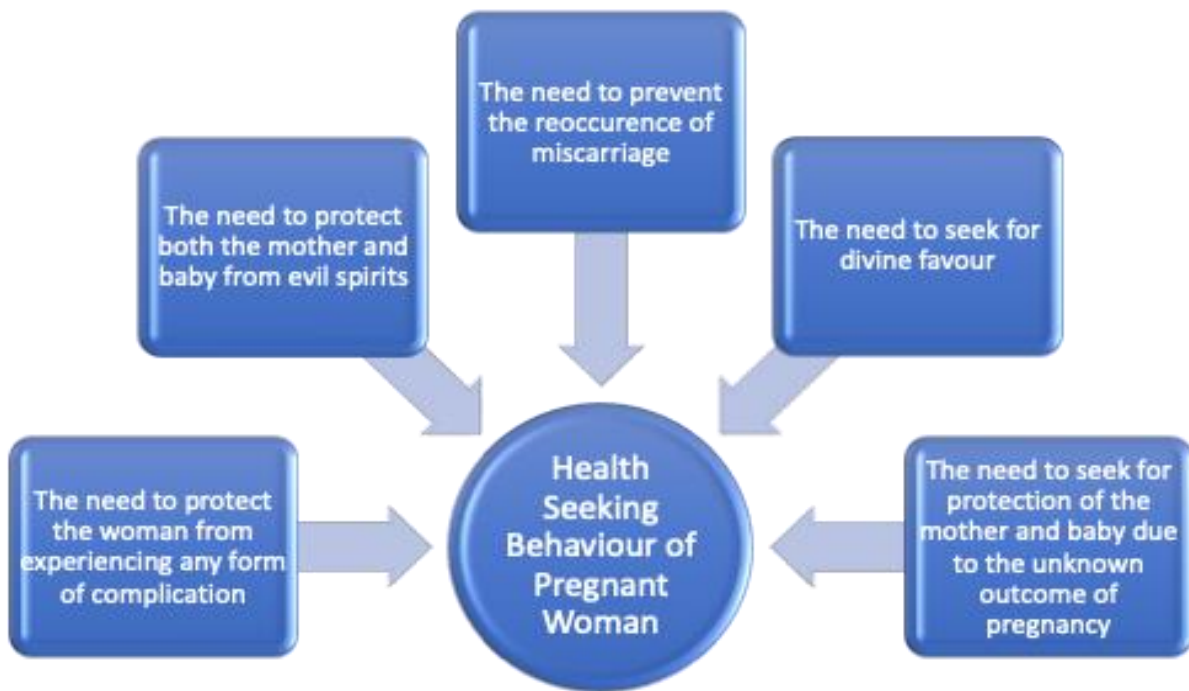 The need to prevent
the reoccurence of
miscarriage
The need to protect
both the mother and
baby from evil spirits
The need to seek for
divine favour
The need to protect
the woman from
experiencing any form
of complication
Health
Seeking
Behaviour of
Pregnant
Woman
The need to seek for
protection of the
mother and baby due
to the unknown
outcome of
pregnancy